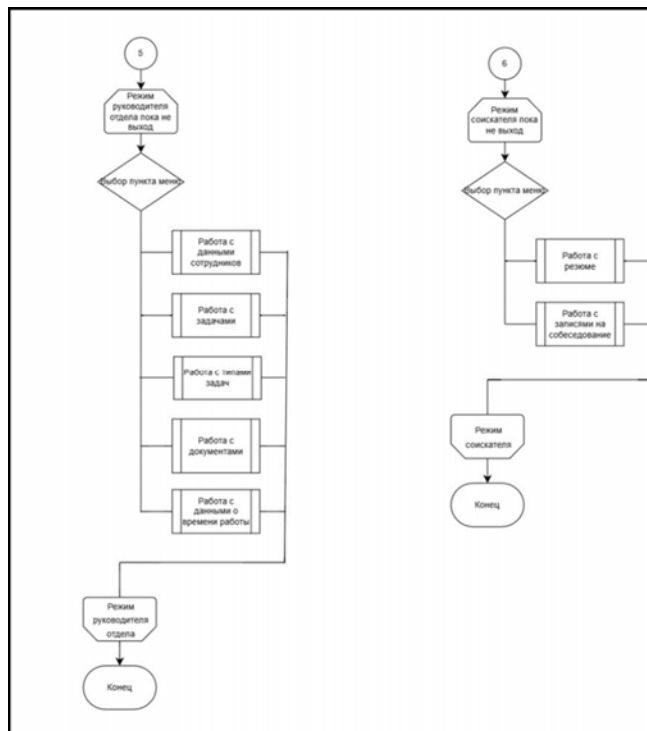 5
Режим
руководителя
отдела пока не
выход
Выбор пункта меню
Работа с
данными
сотрудников
Работа с
задачами
Работа с типами
задач
Работа с
документами
Работа с
данными о
времени работы
Режим
руководителя
отдела
Конец
6
Режим
соискателя пока
не выход
Выбор пункта меню
Работа с
резюме
Работа с
записями на
собеседование
Режим
соискателя
Конец